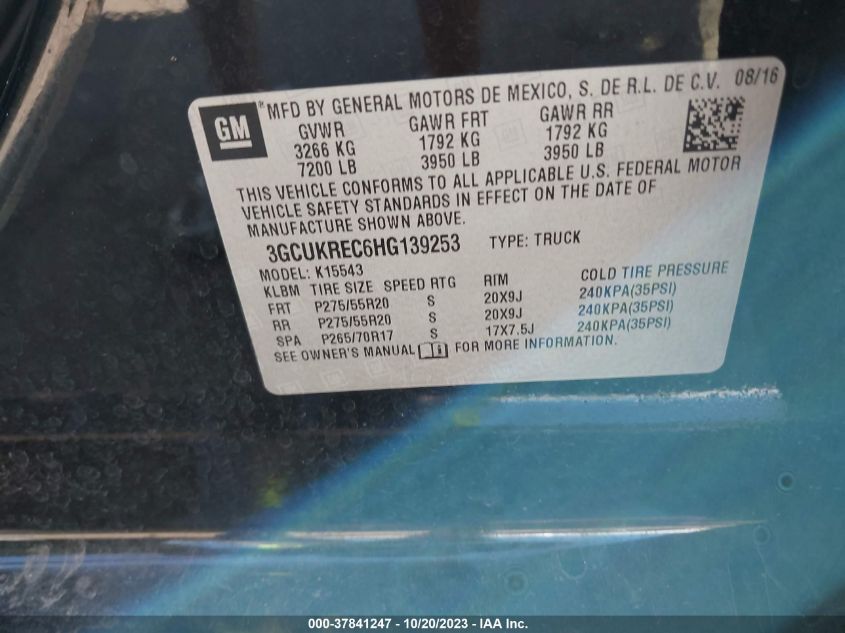 GM ® MFD BY GENERAL MOTORS DE MEXICO, S. DE R.L. DE C.V. 08/16
GVWR GAWR FRT GAWR RR
3266 KG 1792 KG 1792 KG
7200 LB 3950 LB 3950 LB
THIS VEHICLE CONFORMS TO ALL APPLICABLE U.S. FEDERAL MOTOR
VEHICLE SAFETY STANDARDS IN EFFECT ON THE DATE OF
MANUFACTURE SHOWN ABOVE.
3GCUKREC6HG139253 TYPE: TRUCK
MODEL: K15543
KLBM TIRE SIZE SPEED RTG RIM COLD TIRE PRESSURE
FRT P275/55R20 S 20X9J 240KPA(35PSI)
RR P275/55R20 S 20X9J 240KPA(35PSI)
SPA P265/70R17 S 17X7.5J 240KPA(35PSI)
SEE OWNER'S MANUAL FOR MORE INFORMATION.
000-37841247 - 10/20/2023 - IAA Inc.